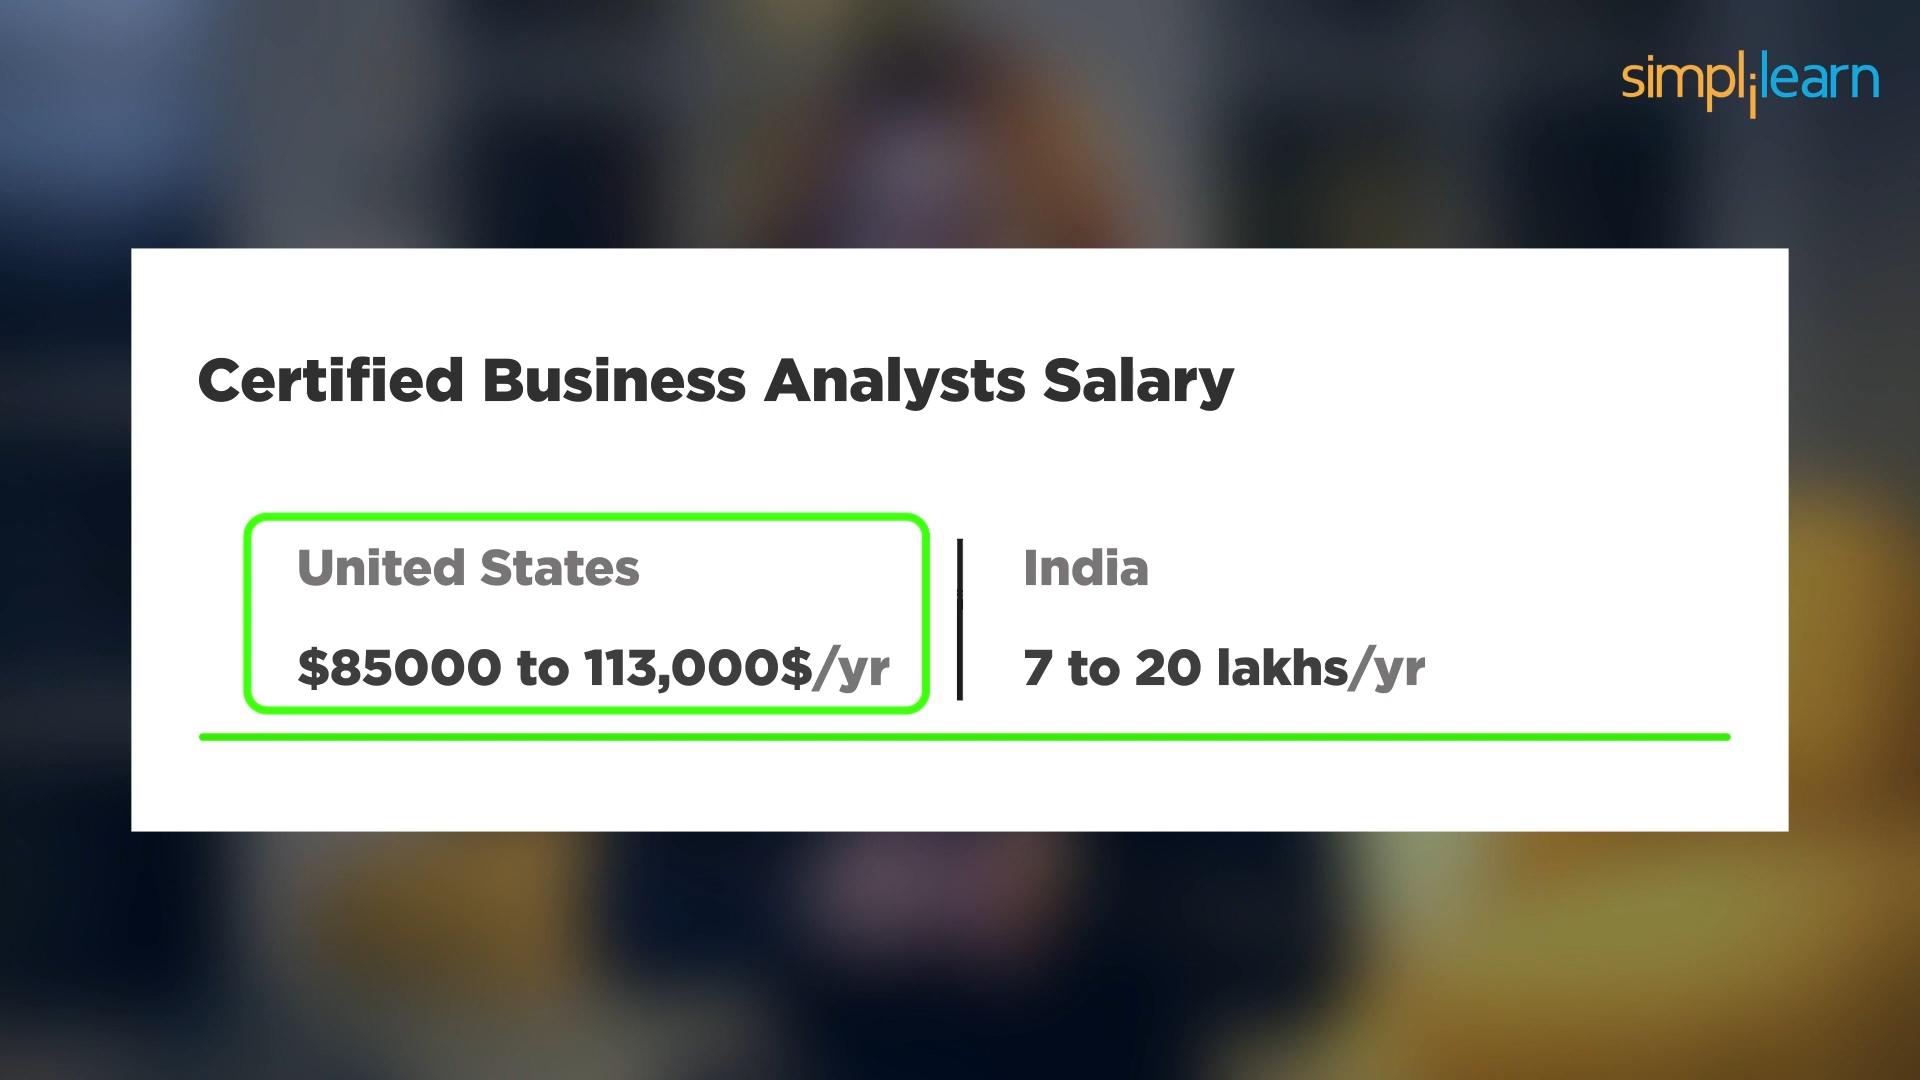 simplilearn
Certified Business Analysts Salary
United States
$85000 to 113,000$/yr
India
7 to 20 lakhs/yr